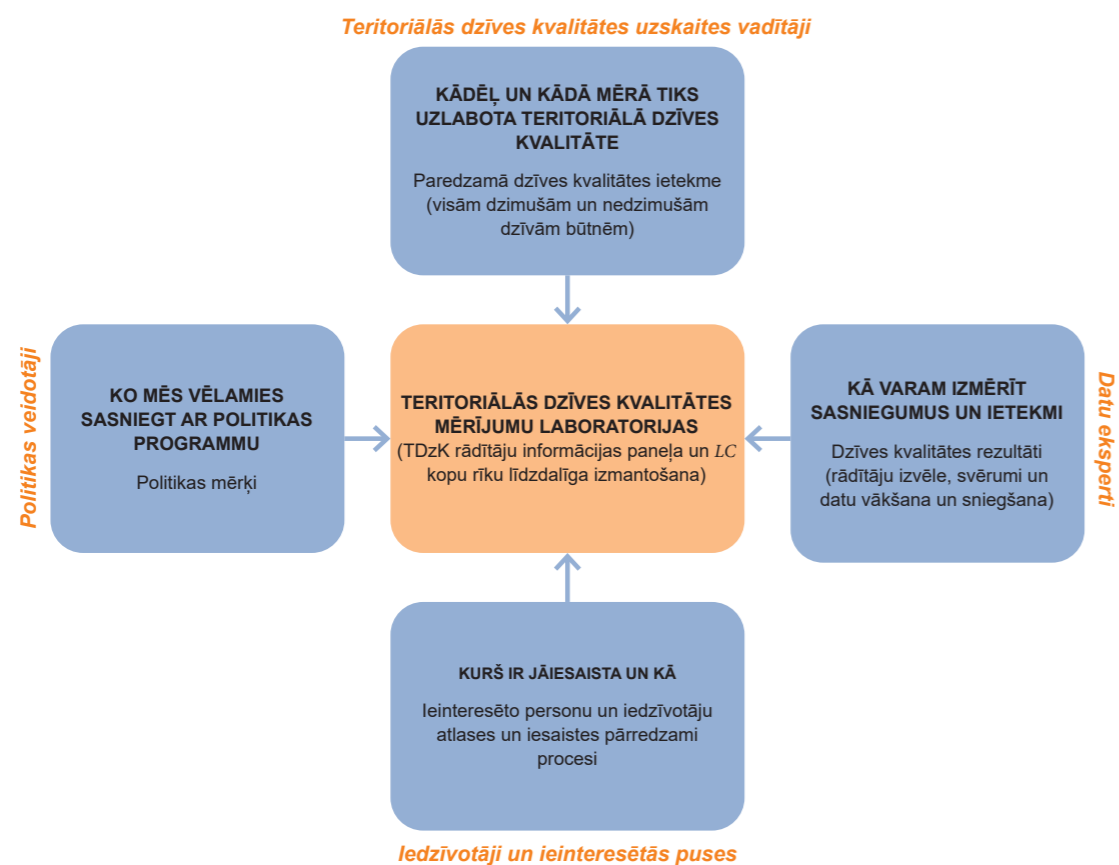 Teritoriālās dzīves kvalitātes uzskaites vadītāji
KĀDĒĻ UN KĀDĀ MĒRĀ TIKS
UZLABOTA TERITORIĀLĀ DZĪVES
KVALITĀTE
Paredzamā dzīves kvalitātes ietekme
(visām dzimušām un nedzimušām
dzīvām būtnēm)
Politikas veidotāji
KO MĒS VĒLAMIES
SASNIEGT AR POLITIKAS
PROGRAMMU
Politikas mērķi
TERITORIĀLĀS DZĪVES KVALITĀTES
MĒRĪJUMU LABORATORIJAS
(TDzK rādītāju informācijas paneļa un LC
kopu rīku līdzdalīga izmantošana)
KĀ VARAM IZMĒRĪT
SASNIEGUMUS UN IETEKMI
Dzīves kvalitātes rezultāti
(rādītāju izvēle, svērumi un
datu vākšana un sniegšana)
Datu eksperti
KURŠ IR JĀIESAISTA UN KĀ
Ieinteresēto personu un iedzīvotāju
atlases un iesaistes pārredzami
procesi
Iedzīvotāji un ieinteresētās puses